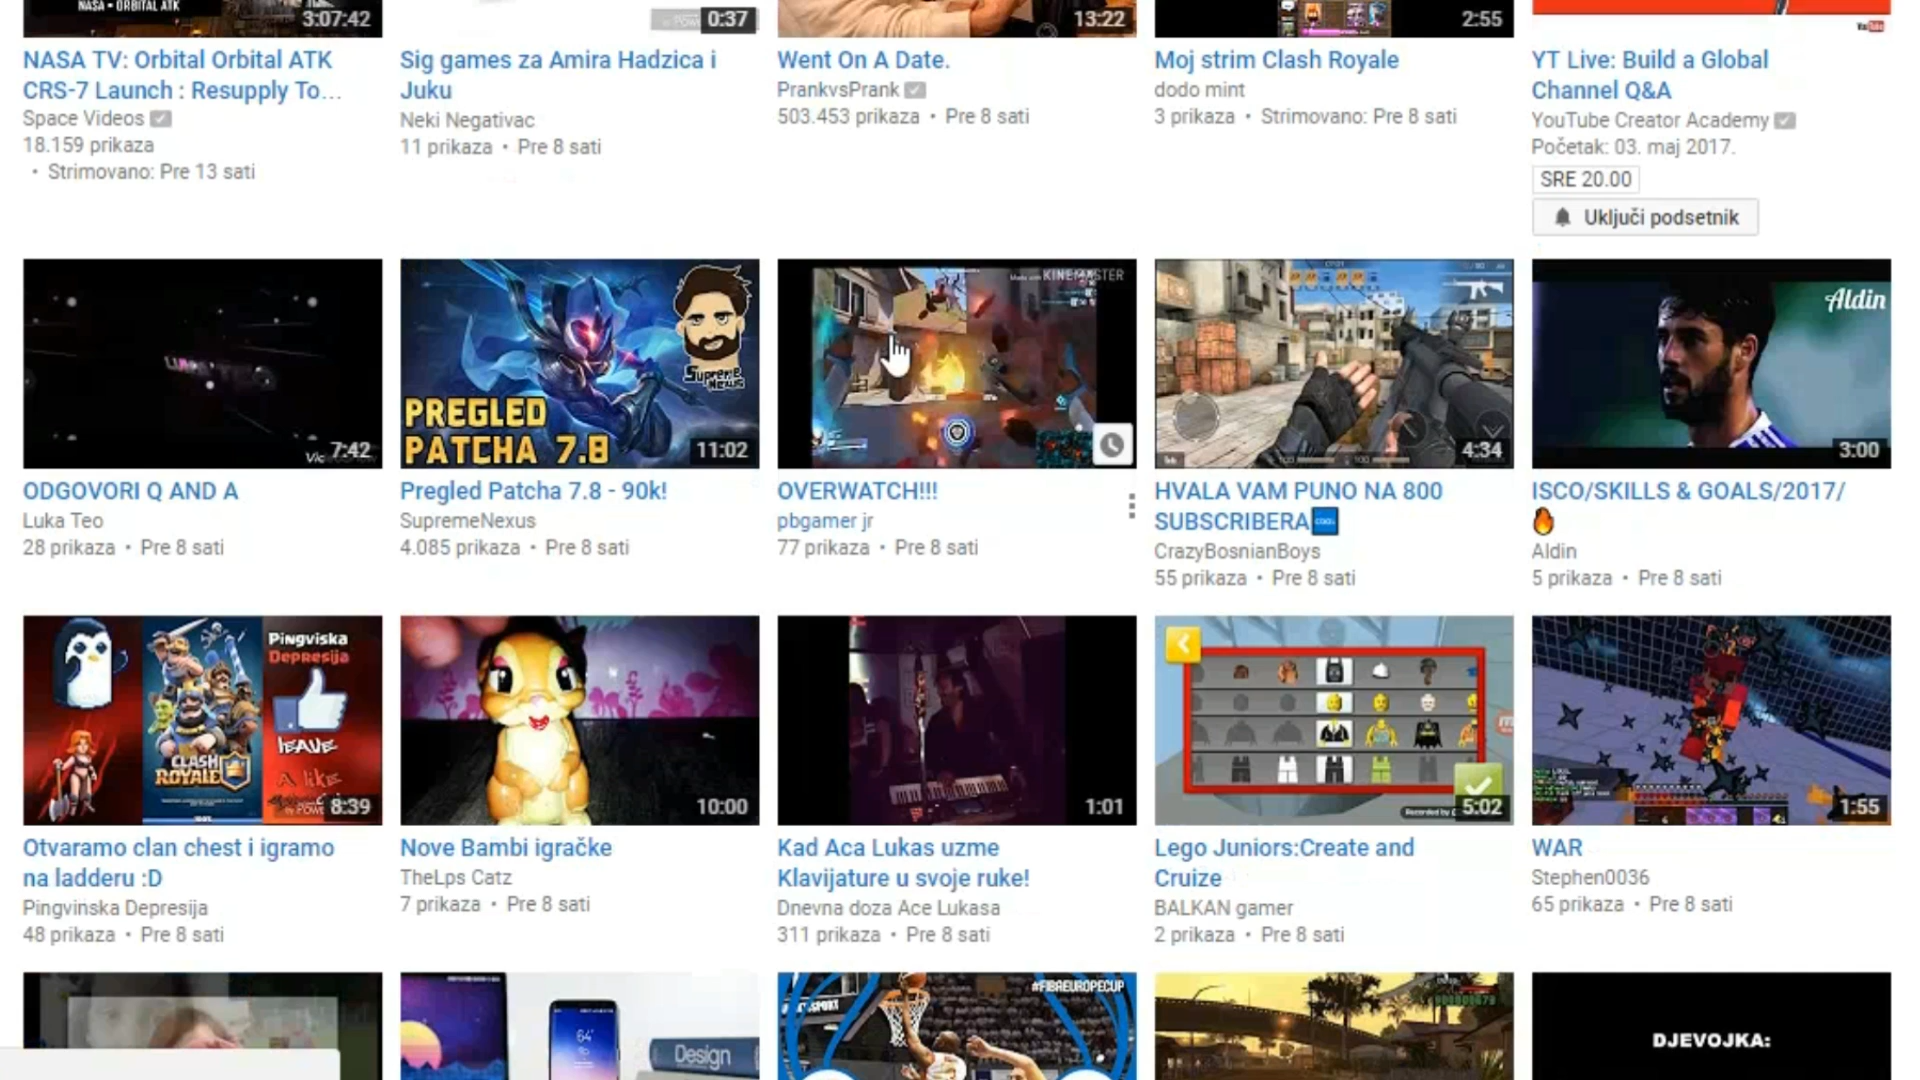 NASA • ORBITAL ATK
3:07:42
0:37
13:22
2:55
NASA TV: Orbital Orbital ATK
CRS-7 Launch : Resupply To...
Space Videos
18.159 prikaza
• Strimovano: Pre 13 sati
Sig games za Amira Hadzica i
Juku
Neki Negativac
11 prikaza • Pre 8 sati
Went On A Date.
PrankvsPrank
503.453 prikaza • Pre 8 sati
Moj strim Clash Royale
dodo mint
3 prikaza • Strimovano: Pre 8 sati
YT Live: Build a Global
Channel Q&A
YouTube Creator Academy
Početak: 03. maj 2017.
SRE 20.00
Uključi podsetnik
7:42
PREGLED
PATCHA 7.8
Supreme
Nexus
11:02
Made with KINEMASTER
4:34
Aldin
3:00
ODGOVORI Q AND A
Luka Teo
28 prikaza • Pre 8 sati
Pregled Patcha 7.8 - 90k!
SupremeNexus
4.085 prikaza • Pre 8 sati
OVERWATCH!!!
pbgamer jr
77 prikaza • Pre 8 sati
HVALA VAM PUNO NA 800
SUBSCRIBERA
CrazyBosnianBoys
55 prikaza • Pre 8 sati
ISCO/SKILLS & GOALS/2017/
Aldin
5 prikaza • Pre 8 sati
Pingviska
Depresija
lEAVE
A like
CLASH
ROYALE
8:39
10:00
1:01
Recorded by
5:02
1:55
Otvaramo clan chest i igramo
na ladderu :D
Pingvinska Depresija
48 prikaza • Pre 8 sati
Nove Bambi igračke
TheLps Catz
7 prikaza • Pre 8 sati
Kad Aca Lukas uzme
Klavijature u svoje ruke!
Dnevna doza Ace Lukasa
311 prikaza • Pre 8 sati
Lego Juniors:Create and
Cruize
BALKAN gamer
2 prikaza • Pre 8 sati
WAR
Stephen0036
65 prikaza • Pre 8 sati
Design
#FIBAEUROPECUP
DJEVOJKA: